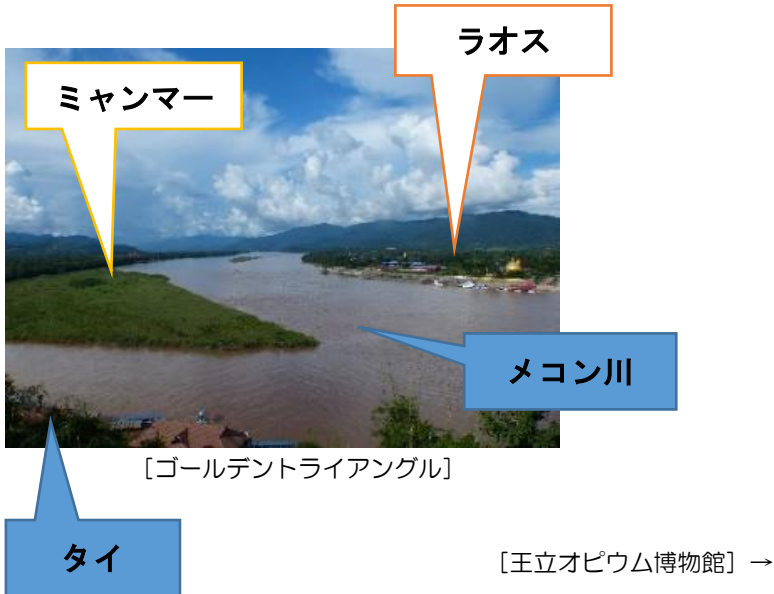 ラオス
ミャンマー
メコン川
［ゴールデントライアングル］
タイ
［王立オピウム博物館］→